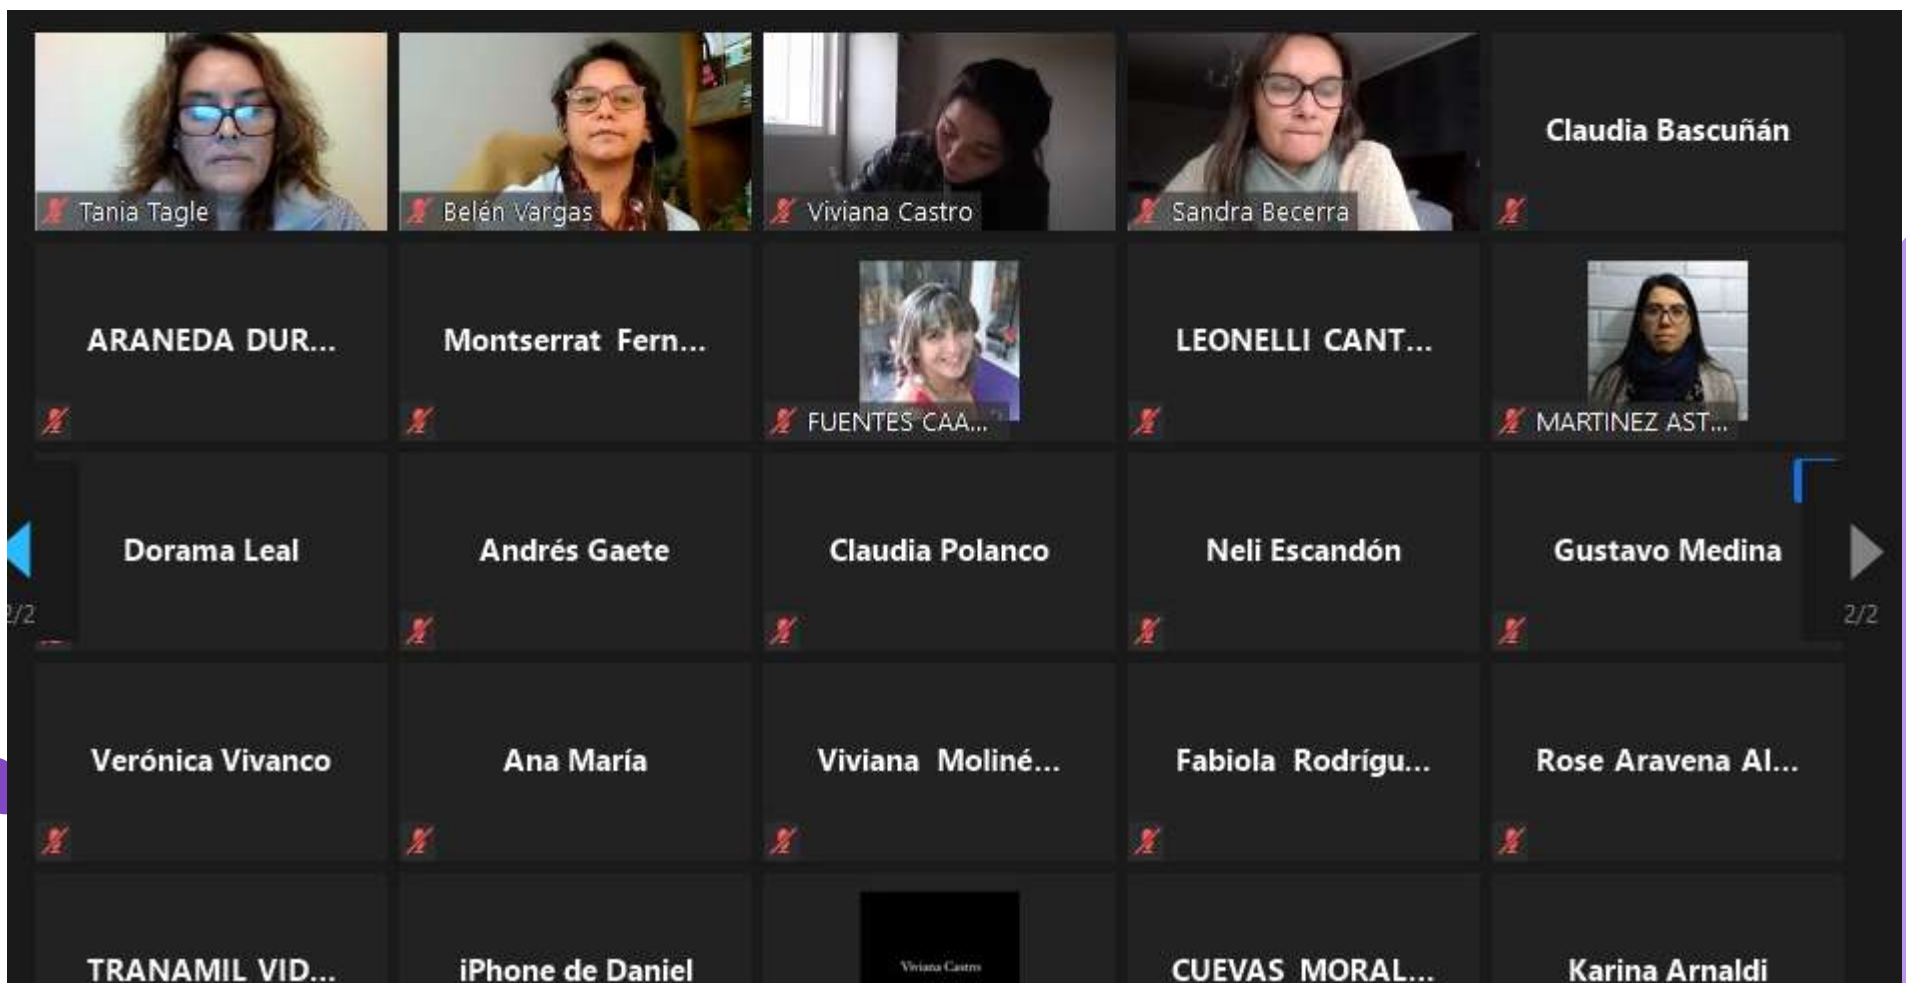 Tania Tagle
Belén Vargas
Viviana Castro
Sandra Becerra
Claudia Bascuñán
ARANEDA DUR...
Montserrat Fern...
FUENTES CAA...
LEONELLI CANT...
MARTINEZ AST...
Dorama Leal
Andrés Gaete
Claudia Polanco
Neli Escandón
Gustavo Medina
2/2
2/2
Verónica Vivanco
Ana María
Viviana Moliné...
Fabiola Rodrígu...
Rose Aravena Al...
TRANAMIL VID...
iPhone de Daniel
Viviana Castro
CUEVAS MORAL...
Karina Arnaldi